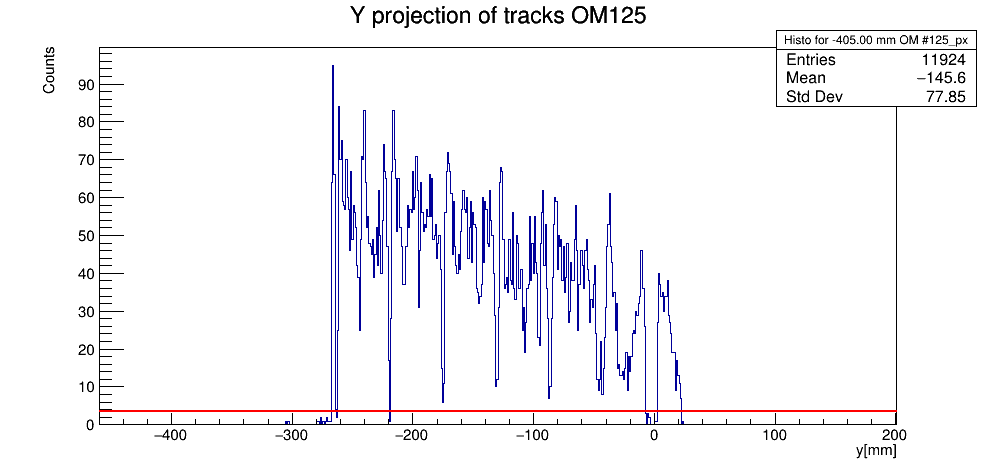 Y projection of tracks OM125
Histo for -405.00 mm OM #125_px
Entries 11924
Mean −145.6
Std Dev 77.85
Counts
90
80
70
60
50
40
30
20
10
0
−400 −300 −200 −100 0 100 200
y[mm]